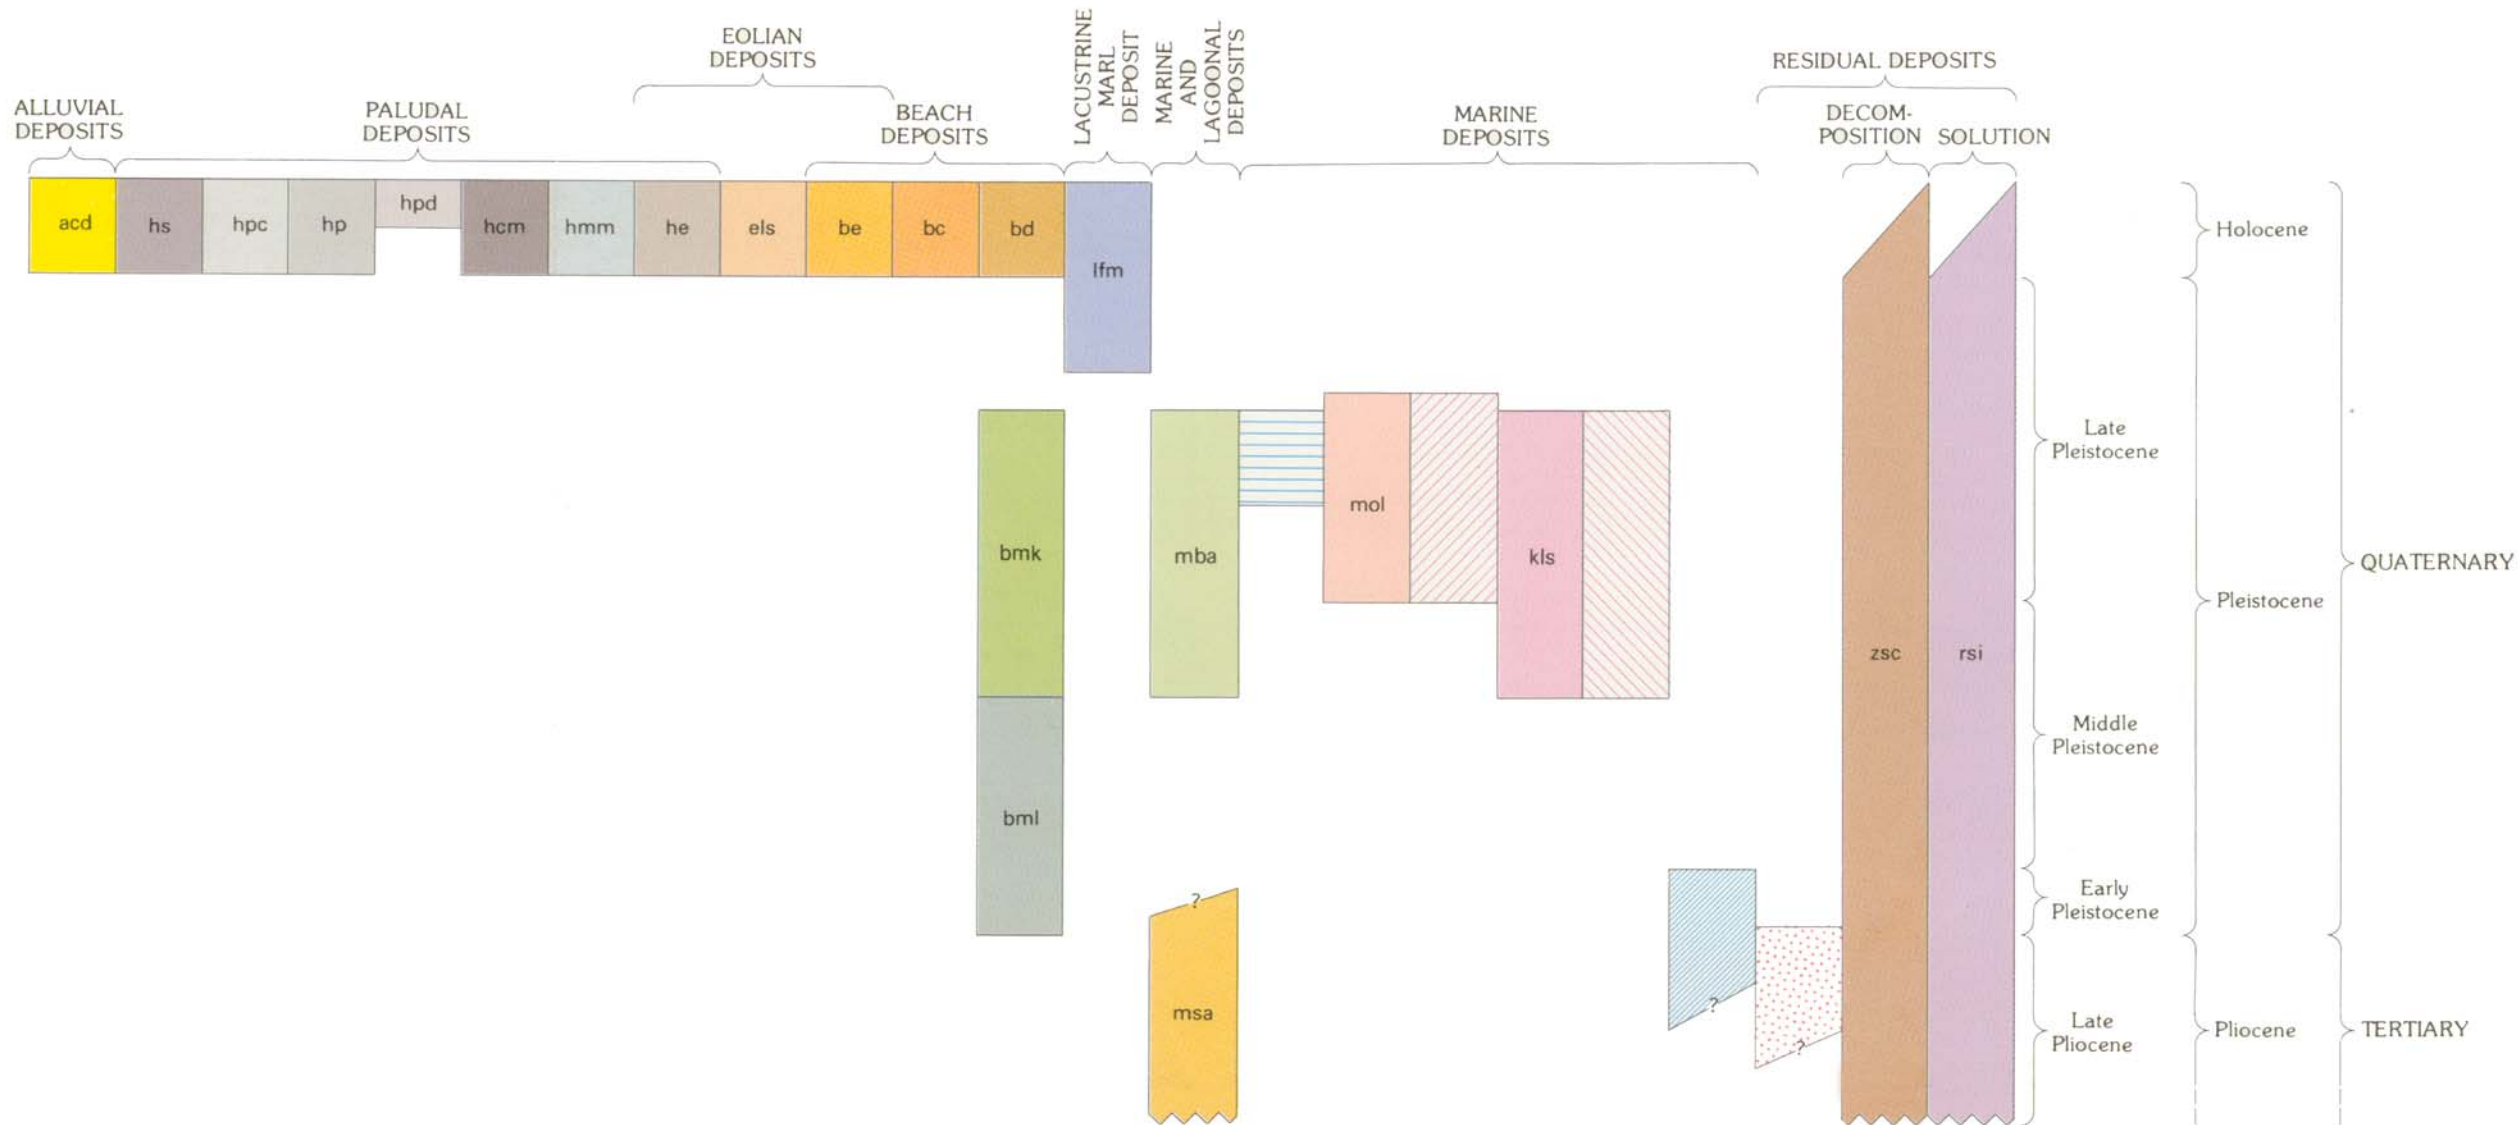 EOLIAN
DEPOSITS
LACUSTRINE
MARL
DEPOSIT
MARINE
AND
LAGOONAL
DEPOSITS
RESIDUAL DEPOSITS
ALLUVIAL
DEPOSITS
PALUDAL
DEPOSITS
BEACH
DEPOSITS
MARINE
DEPOSITS
DECOM-
POSITION
SOLUTION
acd
hs
hpc
hp
hpd
hcm
hmm
he
els
be
bc
bd
lfm
Holocene
bmk
mba
mol
kls
Late
Pleistocene
QUATERNARY
Pleistocene
zsc
rsi
Middle
Pleistocene
bml
?
Early
Pleistocene
msa
?
?
Late
Pliocene
Pliocene
TERTIARY